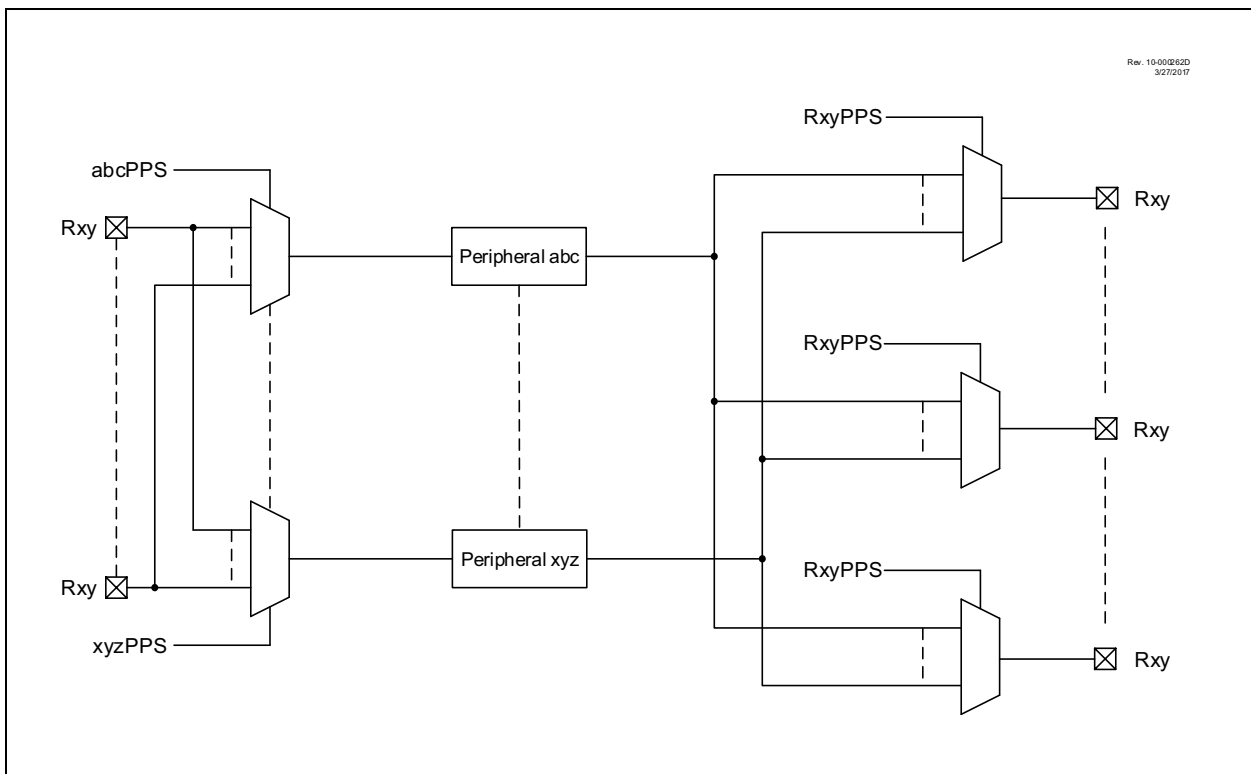 Rev. 10-000262D
3/27/2017
RxyPPS
abcPPS
Rxy
Rxy
Peripheral abc
RxyPPS
Rxy
Peripheral xyz
Rxy
RxyPPS
xyzPPS
Rxy